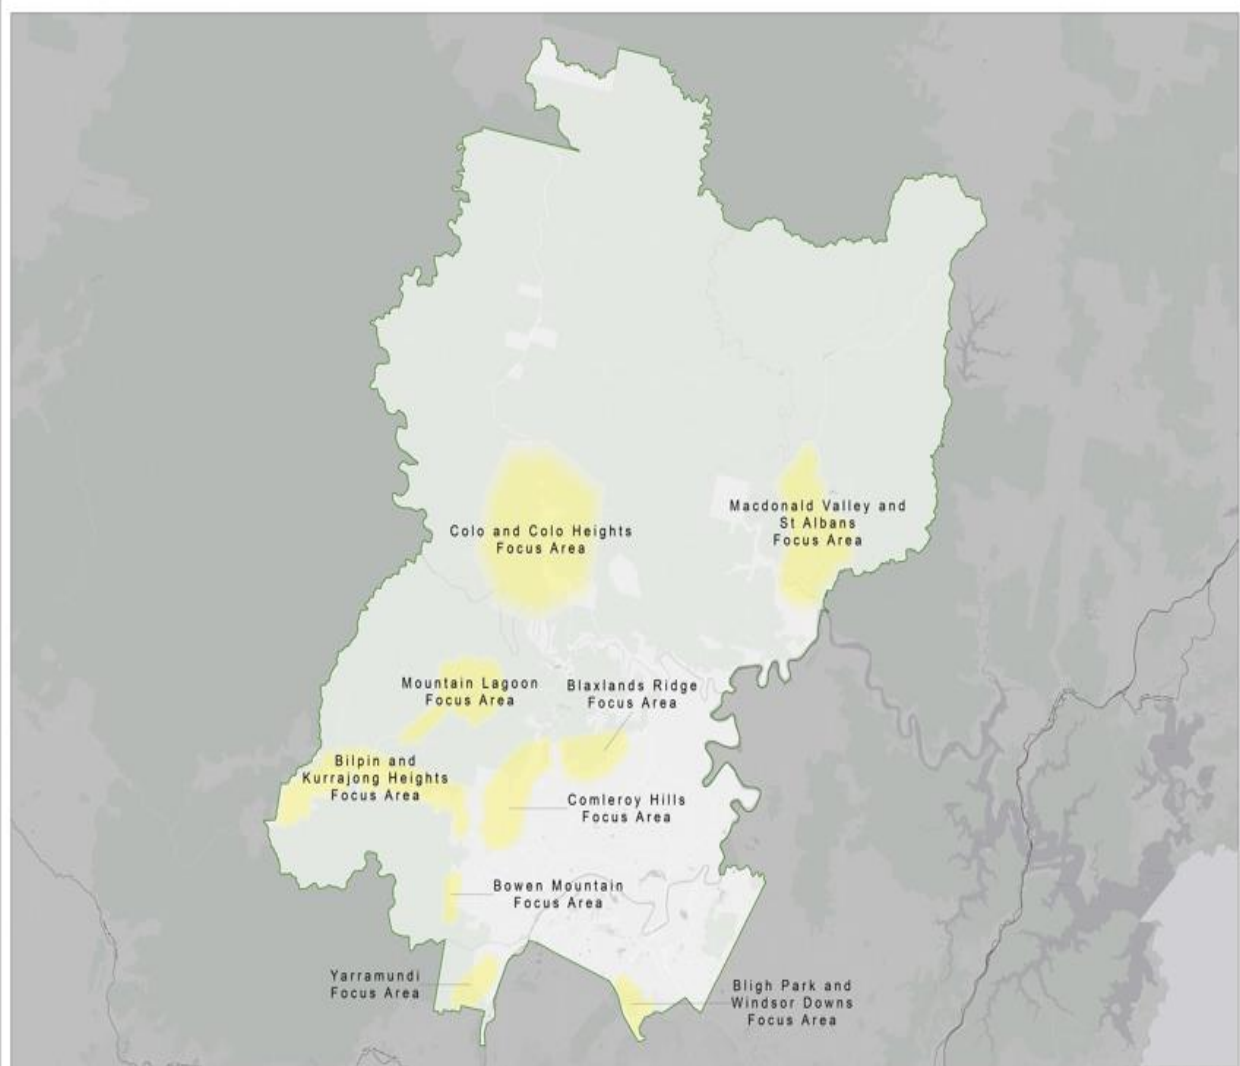 Macdonald Valley and
St Albans
Focus Area
Colo and Colo Heights
Focus Area
Mountain Lagoon
Focus Area
Blaxlands Ridge
Focus Area
Bilpin and
Kurrajong Heights
Focus Area
Comleroy Hills
Focus Area
Bowen Mountain
Focus Area
Yarramundi
Focus Area
Bligh Park and
Windsor Downs
Focus Area